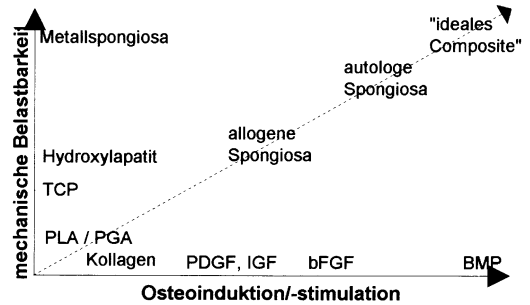 "ideales
Composite"
Metallspongiosa
autologe
Spongiosa
allogene
Spongiosa
Hydroxylapatit
TCP
PLA / PGA
Kollagen
PDGF, IGF
bFGF
BMP
mechanische Belastbarkeit
Osteoinduktion/-stimulation